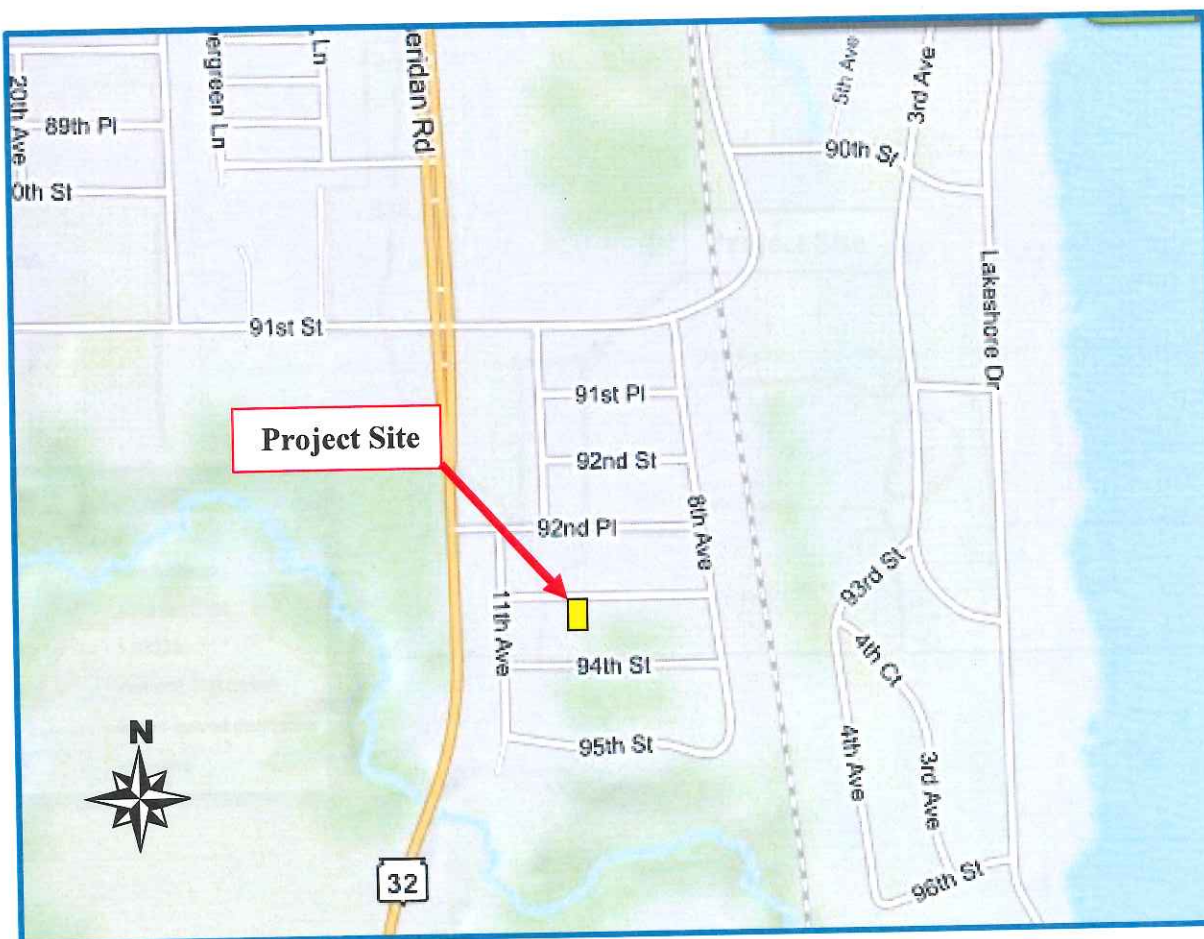 Ln
ergreen Ln
eridan Rd
20th Ave
89th Pl
0th St
5th Ave
3rd Ave
90th St
Lakeshore Dr
91st St
91st Pl
Project Site
92nd St
8th Ave
92nd Pl
93rd St
11th Ave
94th St
4th Ct
95th St
4th Ave
3rd Ave
N
32
96th St